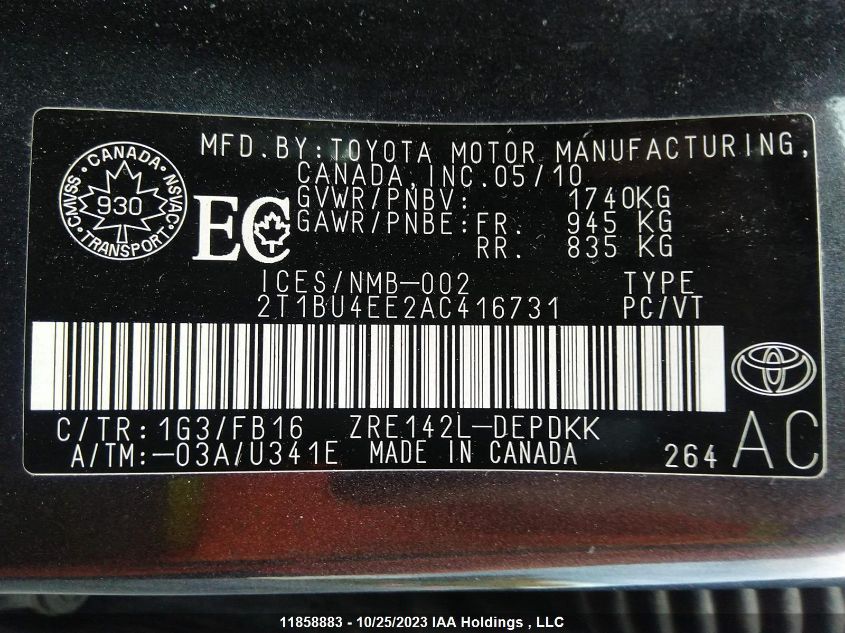 MFD.BY:TOYOTA MOTOR MANUFACTURING,
CANADA,INC.05/10
GVWR/PNBV: 1740KG
GAWR/PNBE:FR. 945 KG
RR. 835 KG
CANADA
CMVSS 930 NSVAC
TRANSPORT
EC
ICES/NMB-002 TYPE
2T1BU4EE2AC416731 PC/VT
C/TR:1G3/FB16 ZRE142L-DEPDKK
A/TM:-03A/U341E MADE IN CANADA 264 AC
11858883 - 10/25/2023 IAA Holdings , LLC